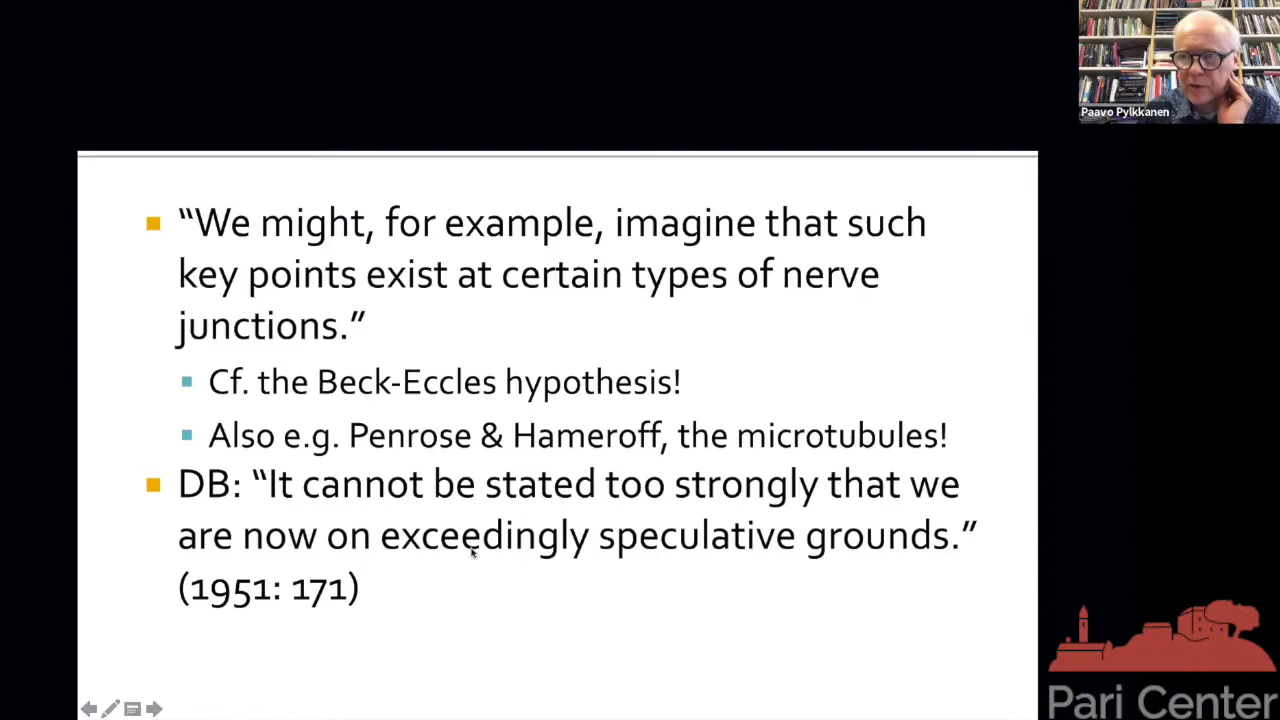 Paavo Pylkkanen
“We might, for example, imagine that such
key points exist at certain types of nerve
junctions.”
Cf. the Beck-Eccles hypothesis!
Also e.g. Penrose & Hameroff, the microtubules!
DB: “It cannot be stated too strongly that we
are now on exceedingly speculative grounds.”
(1951: 171)
Pari Center